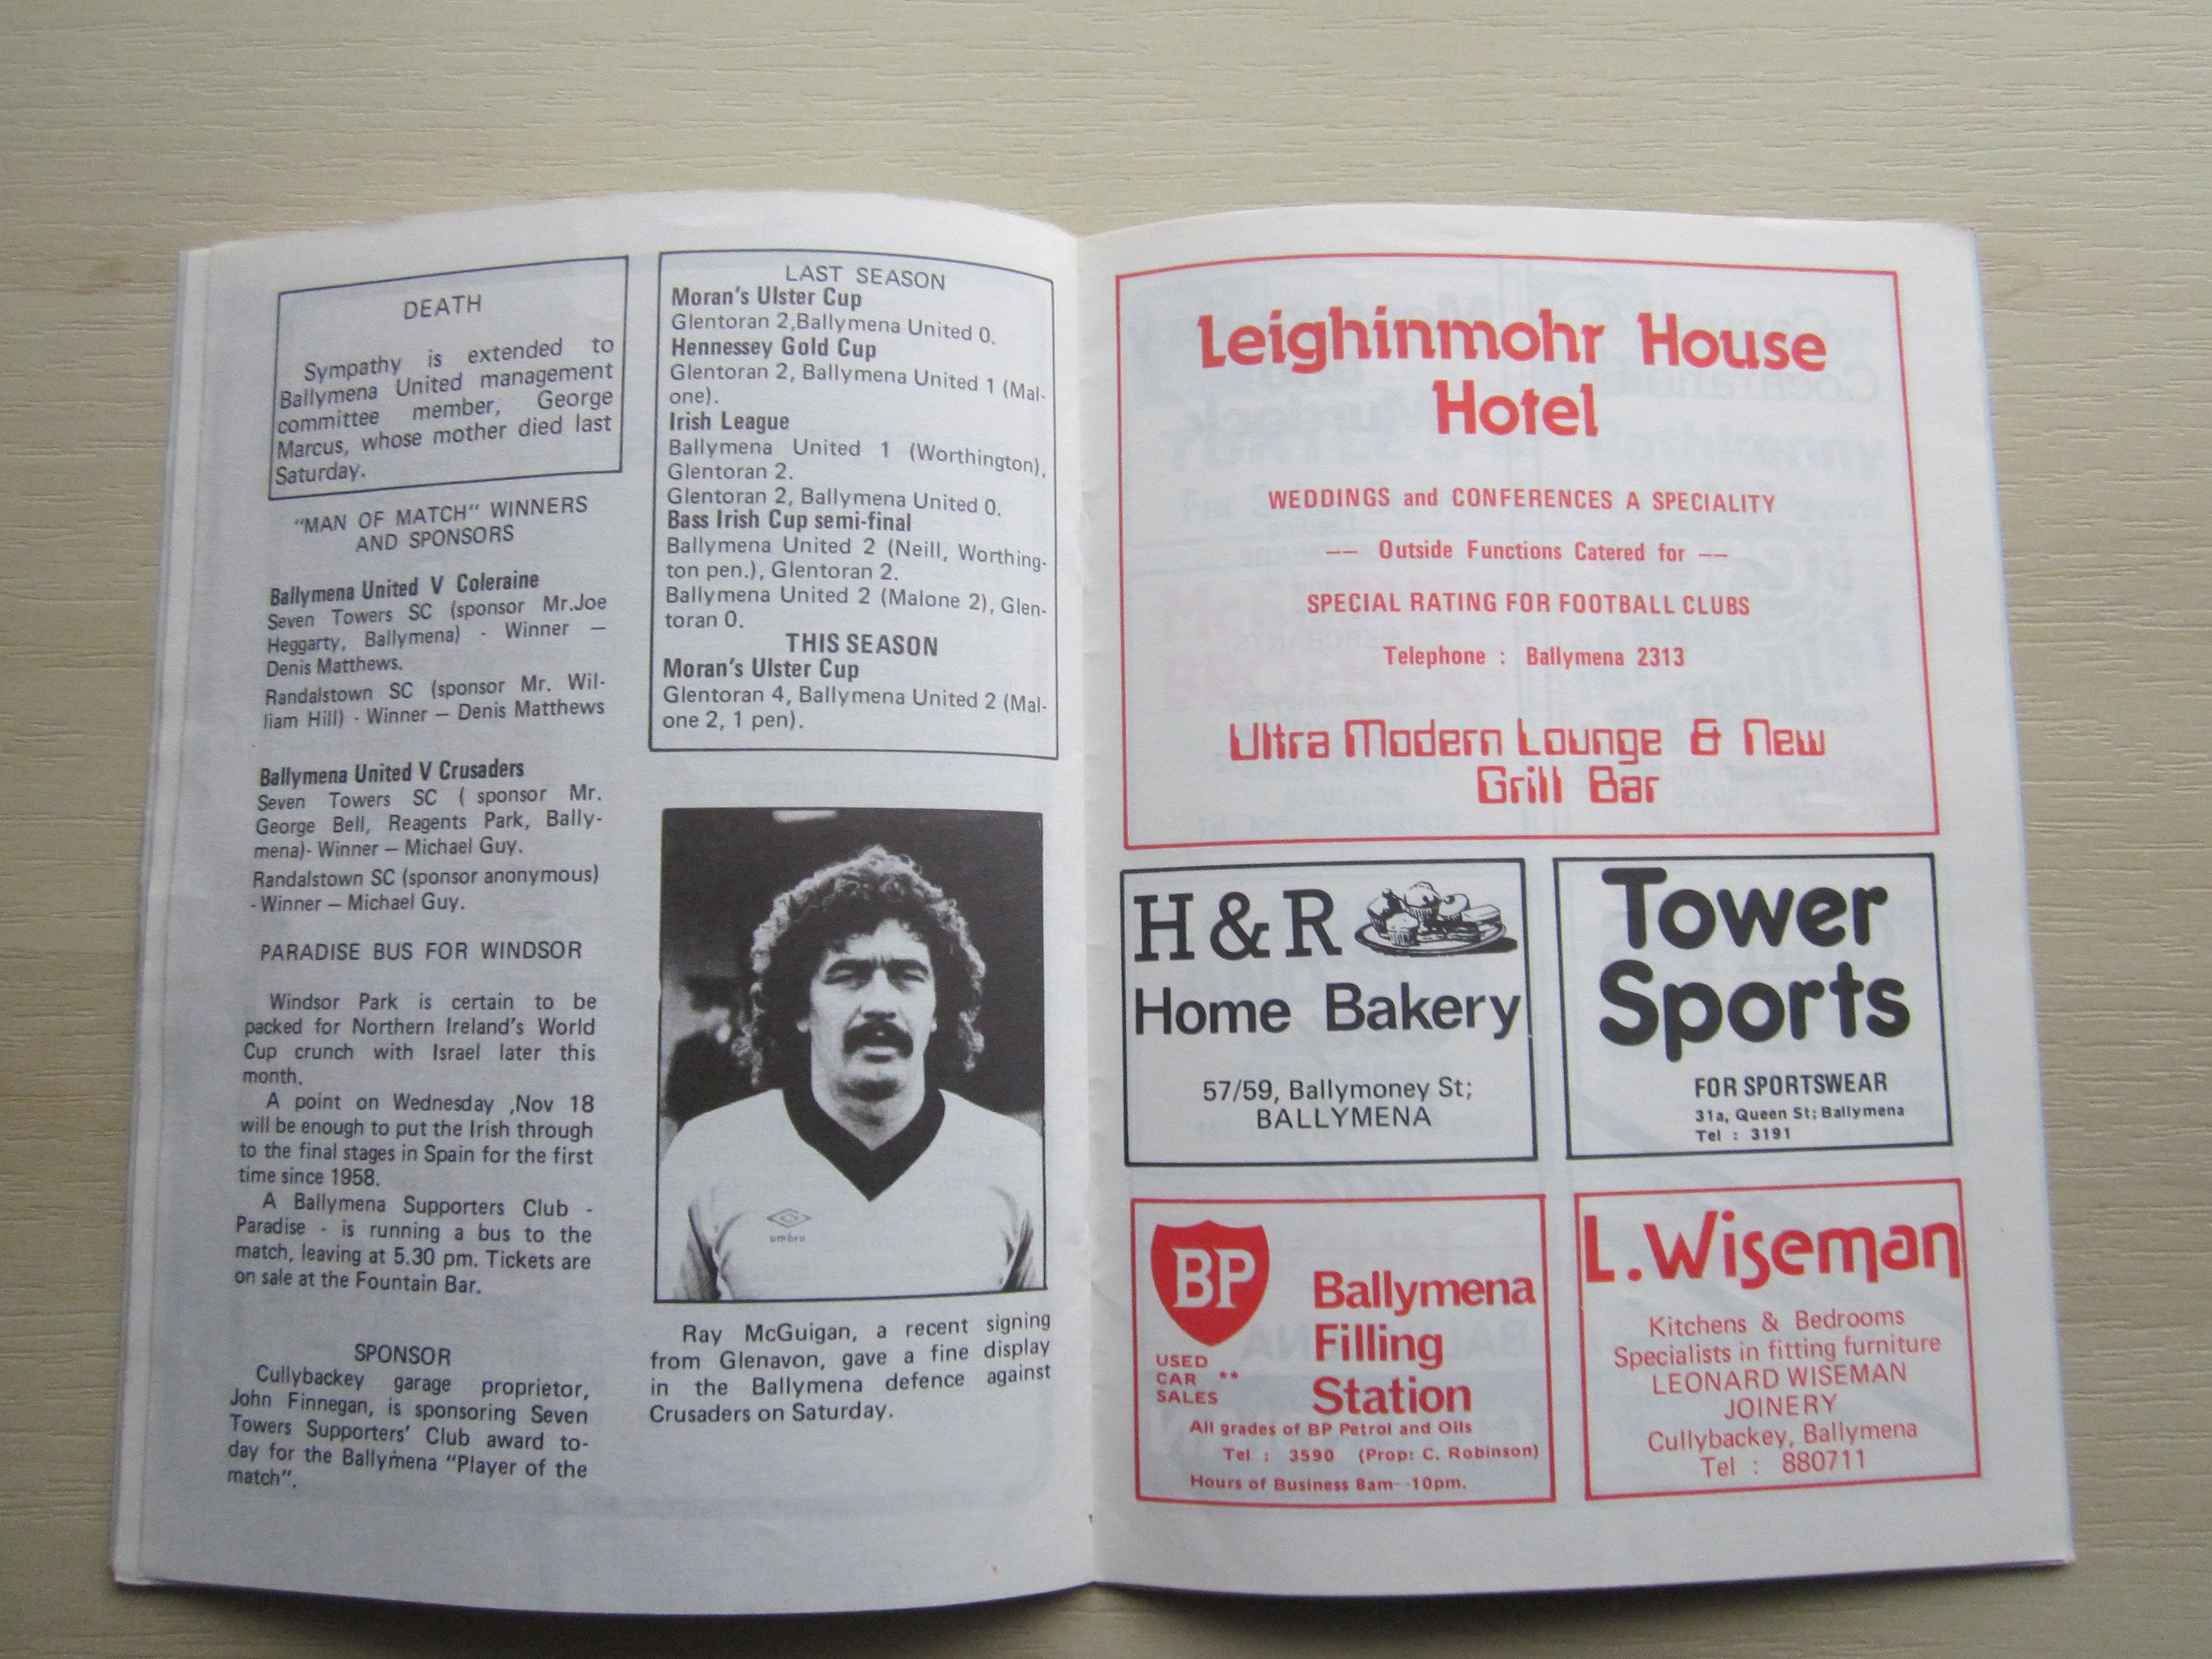 DEATH
Sympathy is extended to
Ballymena United management
committee member, George
Marcus, whose mother died last
Saturday.
"MAN OF MATCH" WINNERS
AND SPONSORS
Ballymena United V Coleraine
Seven Towers SC (sponsor Mr.Joe
Heggarty, Ballymena) - Winner —
Denis Matthews.
Randalstown SC (sponsor Mr. Wil-
liam Hill) - Winner — Denis Matthews
Ballymena United V Crusaders
Seven Towers SC ( sponsor Mr.
George Bell, Reagents Park, Bally-
mena)- Winner — Michael Guy.
Randalstown SC (sponsor anonymous)
- Winner — Michael Guy.
PARADISE BUS FOR WINDSOR
Windsor Park is certain to be
packed for Northern Ireland's World
Cup crunch with Israel later this
month.
A point on Wednesday ,Nov 18
will be enough to put the Irish through
to the final stages in Spain for the first
time since 1958.
A Ballymena Supporters Club -
Paradise - is running a bus to the
match, leaving at 5.30 pm. Tickets are
on sale at the Fountain Bar.
SPONSOR
Cullybackey garage proprietor,
John Finnegan, is sponsoring Seven
Towers Supporters' Club award to-
day for the Ballymena "Player of the
match".
LAST SEASON
Moran's Ulster Cup
Glentoran 2,Ballymena United 0.
Hennessey Gold Cup
Glentoran 2, Ballymena United 1 (Mal-
one).
Irish League
Ballymena United 1 (Worthington),
Glentoran 2.
Glentoran 2, Ballymena United 0.
Bass Irish Cup semi-final
Ballymena United 2 (Neill, Worthing-
ton pen.), Glentoran 2.
Ballymena United 2 (Malone 2), Glen-
toran 0.
THIS SEASON
Moran's Ulster Cup
Glentoran 4, Ballymena United 2 (Mal-
one 2, 1 pen).
umbro
Ray McGuigan, a recent signing
from Glenavon, gave a fine display
in the Ballymena defence against
Crusaders on Saturday.
Leighinmohr House
Hotel
WEDDINGS and CONFERENCES A SPECIALITY
—— Outside Functions Catered for ——
SPECIAL RATING FOR FOOTBALL CLUBS
Telephone : Ballymena 2313
Ultra Modern Lounge & New
Grill Bar
H & R
Home Bakery
57/59, Ballymoney St;
BALLYMENA
Tower
Sports
FOR SPORTSWEAR
31a, Queen St; Ballymena
Tel : 3191
BP
Ballymena
Filling
Station
USED
CAR **
SALES
All grades of BP Petrol and Oils
Tel : 3590 (Prop: C. Robinson)
Hours of Business 8am- -10pm.
L.Wiseman
Kitchens & Bedrooms
Specialists in fitting furniture
LEONARD WISEMAN
JOINERY
Cullybackey, Ballymena
Tel : 880711